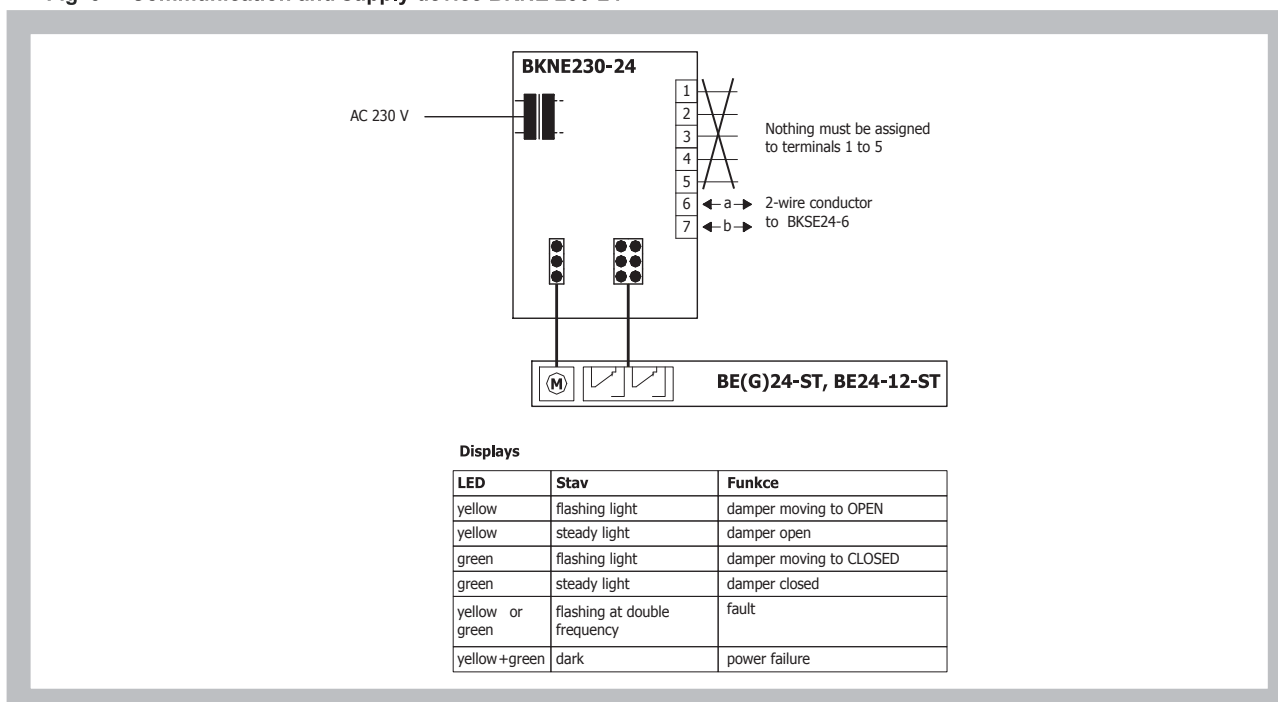 Communication and supply device BKNE 230-24
BKNE230-24
AC 230 V
1
2
3
4
5
6
7
Nothing must be assigned
to terminals 1 to 5
a
b
2-wire conductor
to BKSE24-6
M
BE(G)24-ST, BE24-12-ST
Displays
LED Stav Funkce
yellow flashing light damper moving to OPEN
yellow steady light damper open
green flashing light damper moving to CLOSED
green steady light damper closed
yellow or green flashing at double frequency fault
yellow+green dark power failure